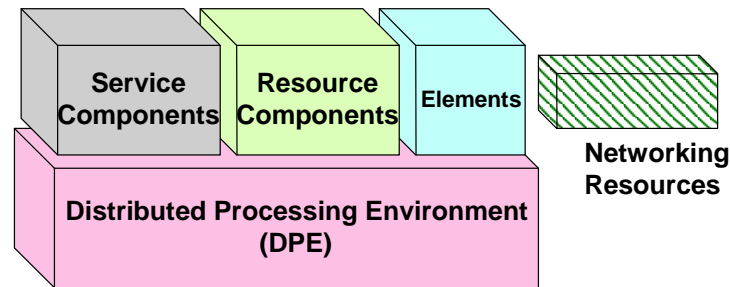 Service
Components
Resource
Components
Elements
Networking
Resources
Distributed Processing Environment
(DPE)